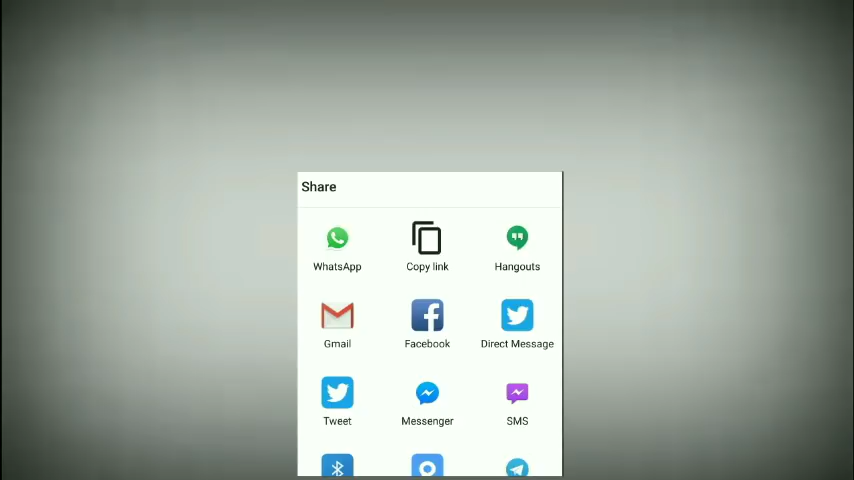 Share
WhatsApp
Copy link
Hangouts
Gmail
Facebook
Direct Message
Tweet
Messenger
SMS